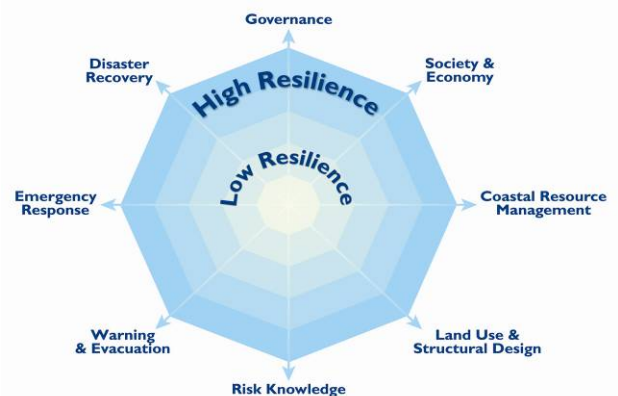 Governance
Disaster
Recovery
Society &
Economy
High Resilience
Low Resilience
Emergency
Response
Coastal Resource
Management
Warning
& Evacuation
Land Use &
Structural Design
Risk Knowledge